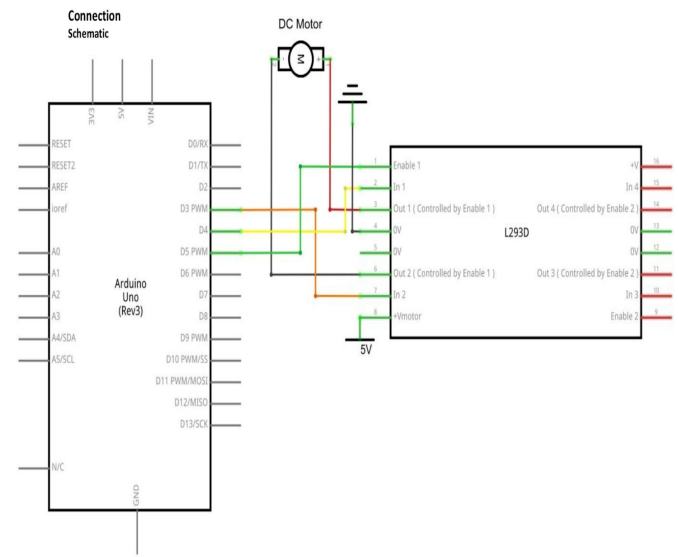 Connection
Schematic
DC Motor
M
3V3
5V
VIN
RESET
RESET2
AREF
ioref
A0
A1
A2
A3
A4/SDA
A5/SCL
N/C
Arduino
Uno
(Rev3)
D0/RX
D1/TX
D2
D3 PWM
D4
D5 PWM
D6 PWM
D7
D8
D9 PWM
D10 PWM/SS
D11 PWM/MOSI
D12/MISO
D13/SCK
GND
1 Enable 1
2 In 1
3 Out 1 ( Controlled by Enable 1 )
4 0V
5 0V
6 Out 2 ( Controlled by Enable 1 )
7 In 2
8 +Vmotor
5V
L293D
+V 16
In 4 15
Out 4 ( Controlled by Enable 2 ) 14
0V 13
0V 12
Out 3 ( Controlled by Enable 2 ) 11
In 3 10
Enable 2 9